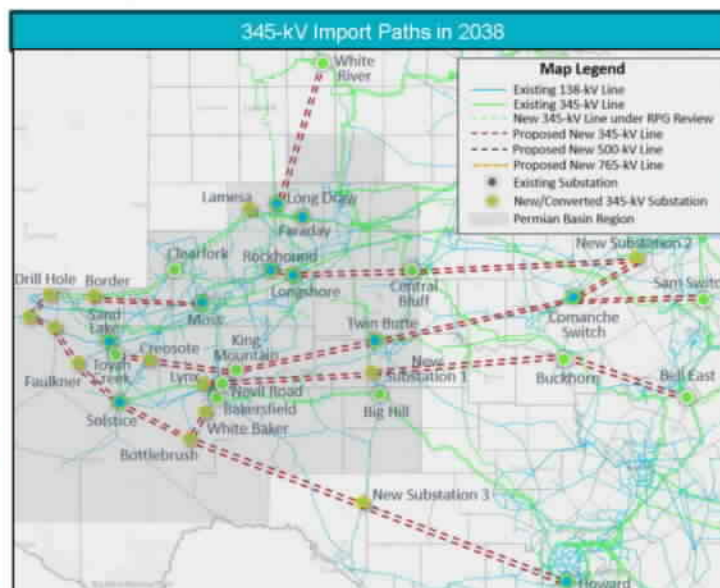 345-kV Import Paths in 2038
White
River
Map Legend
Existing 138-kV Line
Existing 345-kV Line
New 345-kV Line under RPG Review
Proposed New 345-kV Line
Proposed New 500-kV Line
Proposed New 765-kV Line
Existing Substation
New/Converted 345-kV Substation
Permian Basin Region
Lamesa
Long Draw
Faraday
New Substation 2
Clearfork
Rockhound
Drill Hole
Border
Longshore
Central
Bluff
Sam Switc
Sand
Lake
Moss
Twin Butte
Comanche
Switch
King
Mountain
Toyah
Creek
Creosote
New
Substation 1
Faulkner
Lynx
Nevil Road
Buckhorn
Bell East
Bakersfield
Big Hill
Solstice
White Baker
Bottlebrush
New Substation 3
Howard